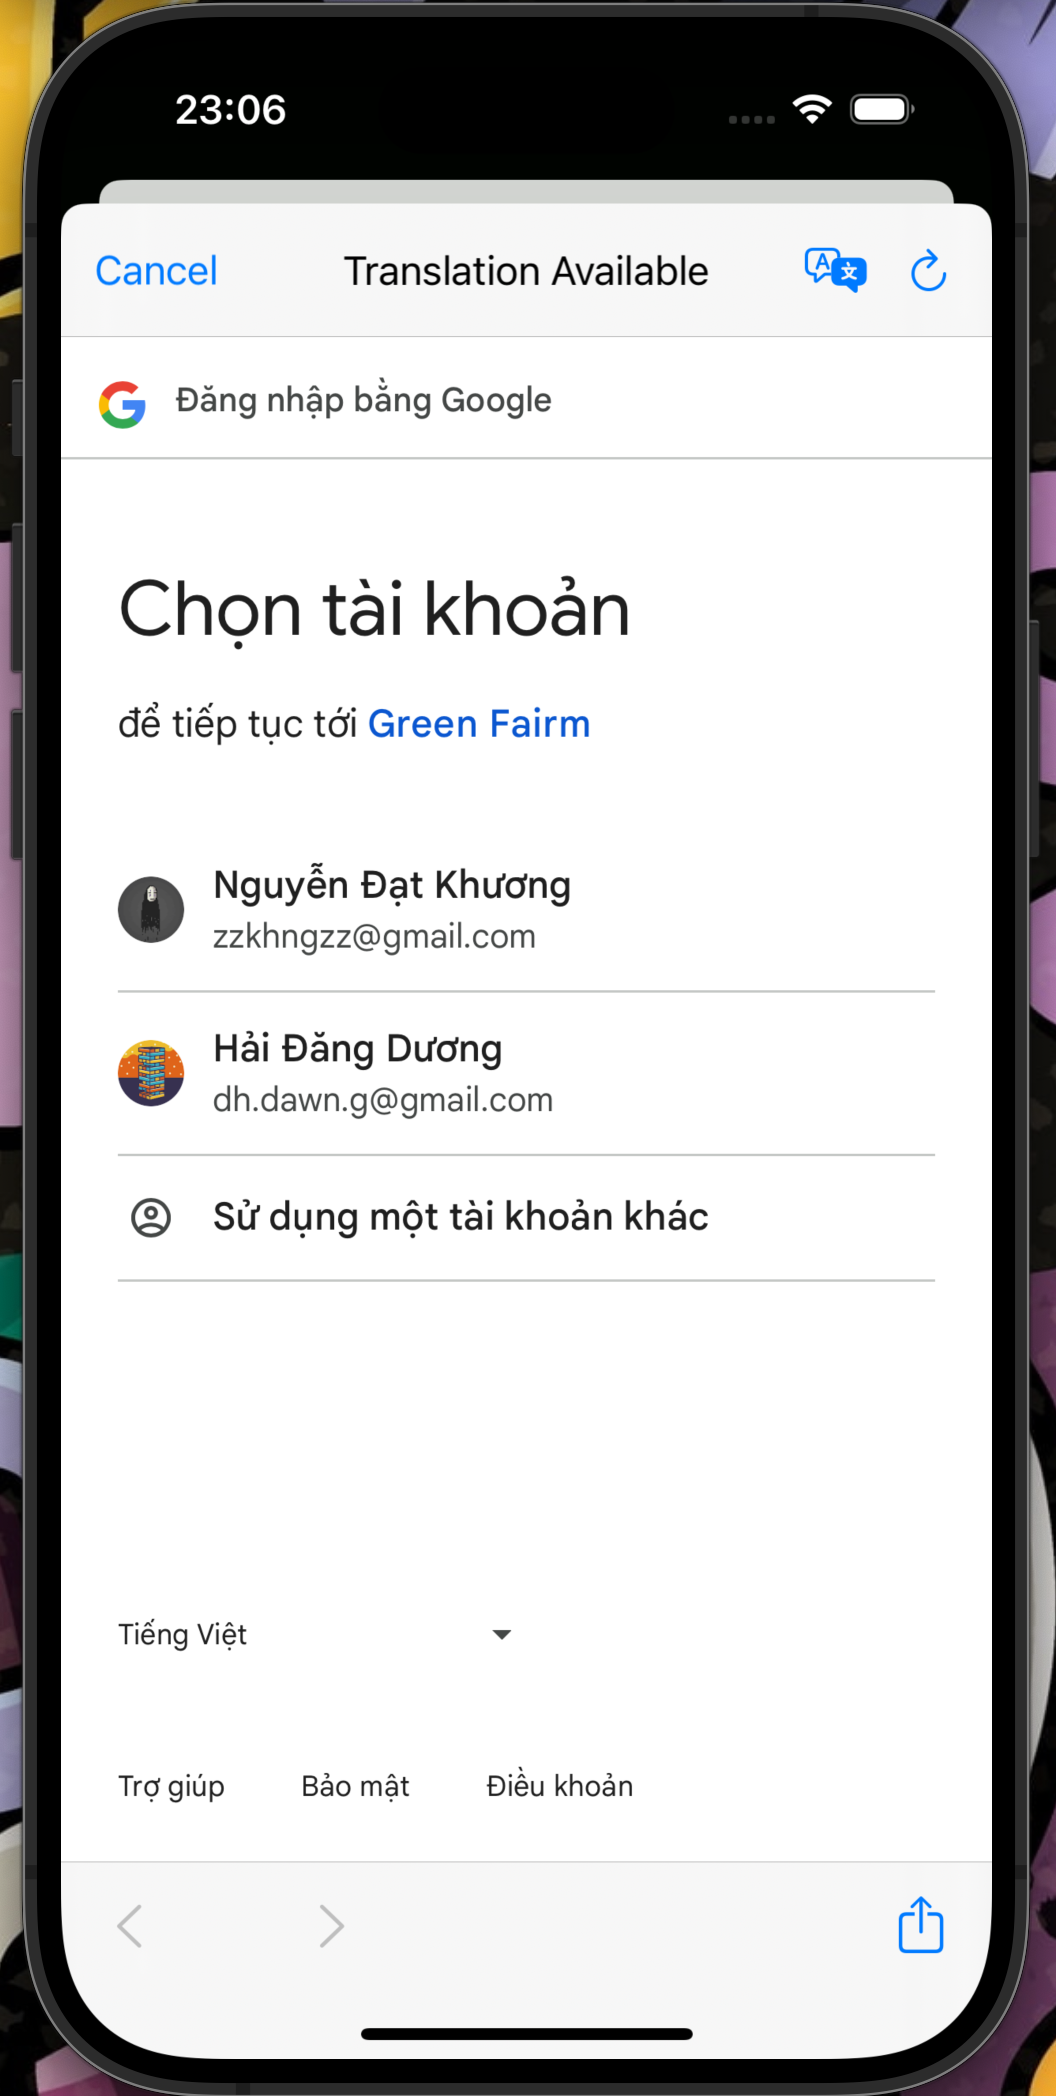 23:06
Cancel
Translation Available
Đăng nhập bằng Google
Chọn tài khoản
để tiếp tục tới Green Fairm
Nguyễn Đạt Khương
zzkhngzz@gmail.com
Hải Đăng Dương
dh.dawn.g@gmail.com
Sử dụng một tài khoản khác
Tiếng Việt
Trợ giúp Bảo mật Điều khoản